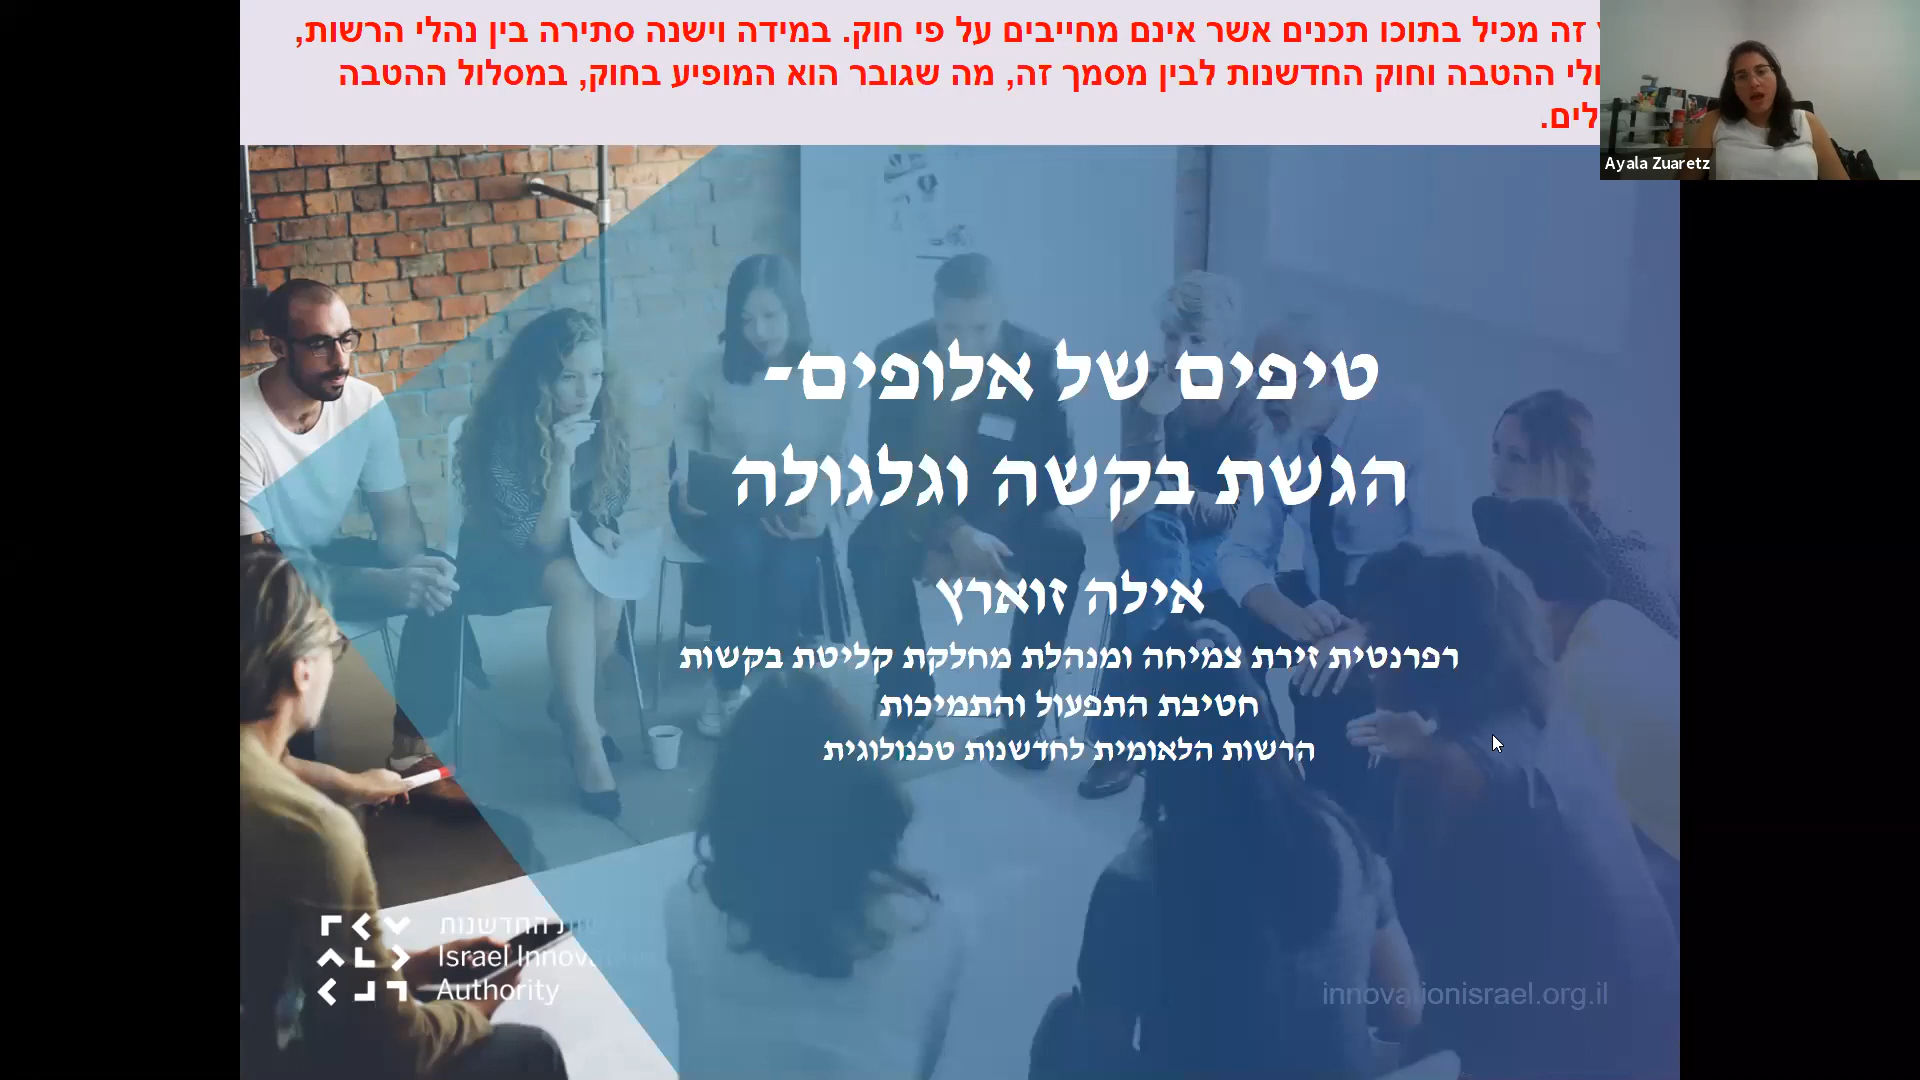 זה מכיל בתוכו תכנים אשר אינם מחייבים על פי חוק. במידה וישנה סתירה בין נהלי הרשות,
ההטבה וחוק החדשנות לבין מסמך זה, מה שגובר הוא המופיע בחוק, במסלול ההטבה
Ayala Zuaretz
טיפים של אלופים-
הגשת בקשה וגלגולה
אילה זוארץ
רפרנטית זירת צמיחה ומנהלת מחלקת קליטת בקשות
חטיבת התפעול והתמיכות
הרשות הלאומית לחדשנות טכנולוגית
החדשנות
Israel Innov
Authority
innovationisrael.org.il